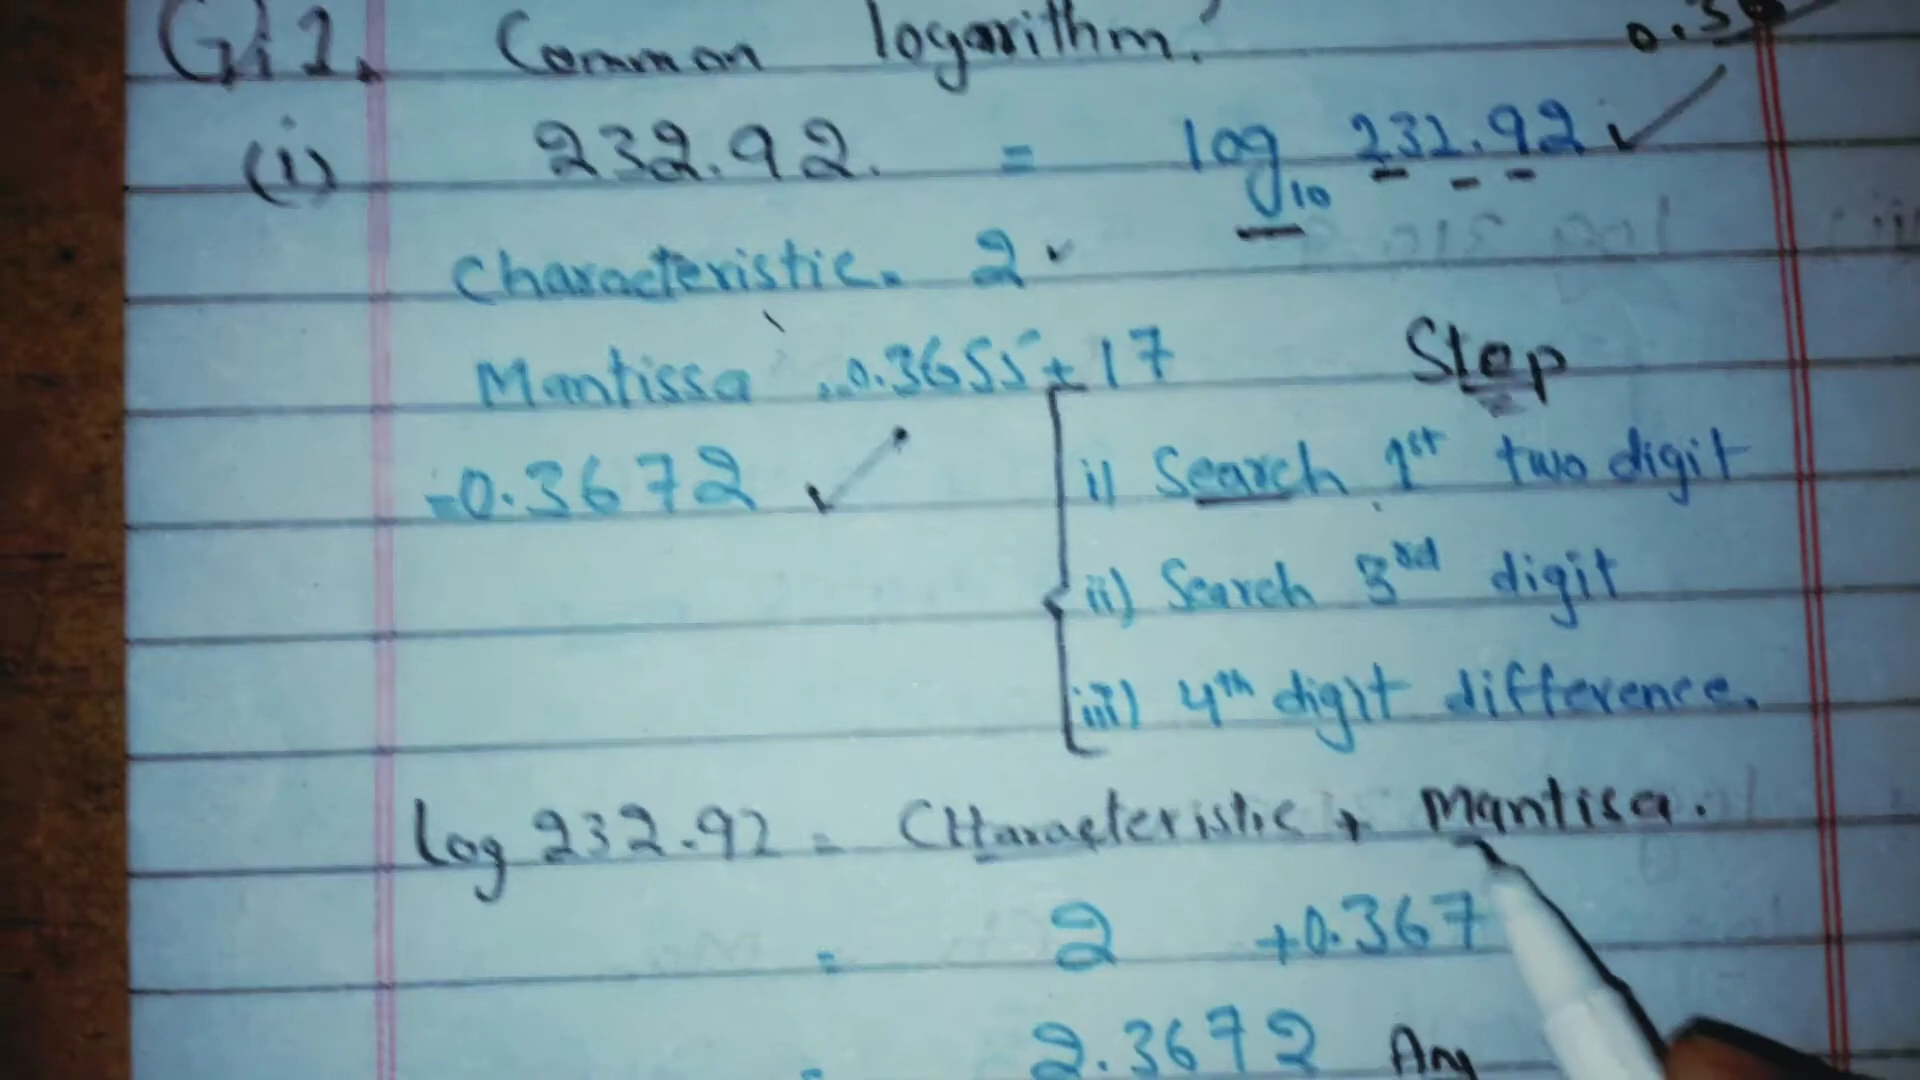 Q:1. Common logarithm.
(i) 232.92. = log10 232.92
Characteristic. 2
Mantissa ..0.3655+17
=0.3672
Step
i) Search 1st two digit
ii) Search 3rd digit
iii) 4th digit difference.
log 232.92 = CHaracteristic + Mantisa.
= 2 +0.367
= 2.3672 Ans